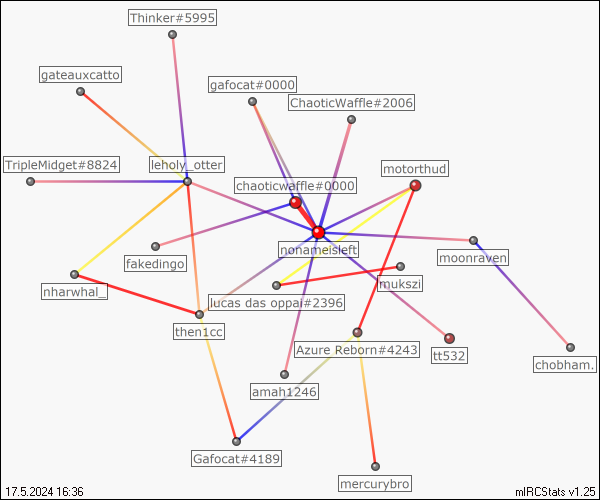 Thinker#5995
gateauxcatto
gafocat#0000
ChaoticWaffle#2006
TripleMidget#8824
leholy_otter
motorthud
chaoticwaffle#0000
nonameisleft
moonraven
fakedingo
mukszi
nharwhal_
lucas das oppai#2396
then1cc
Azure Reborn#4243
tt532
chobham.
amah1246
Gafocat#4189
mercurybro
17.5.2024 16:36
mIRCStats v1.25